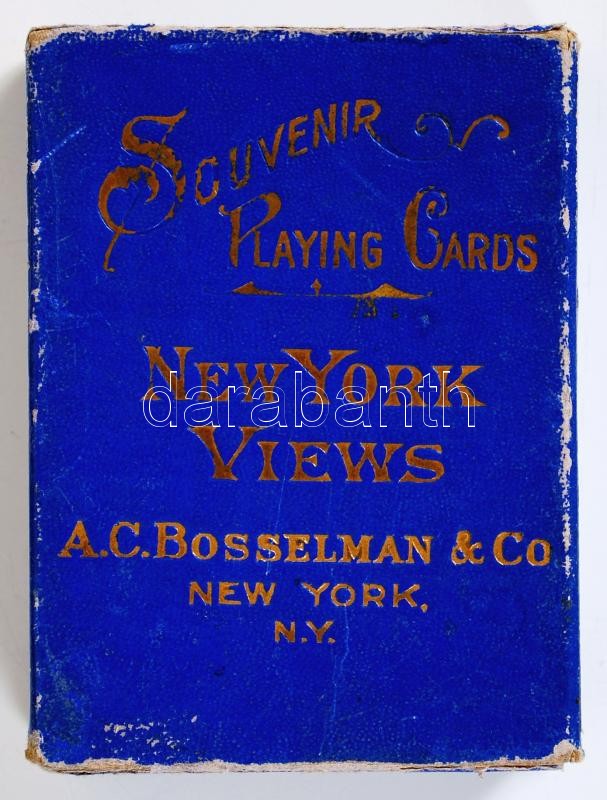 SOUVENIR
PLAYING CARDS
NEW YORK
darabanth
VIEWS
A.C. BOSSELMAN & CO
NEW YORK,
N.Y.